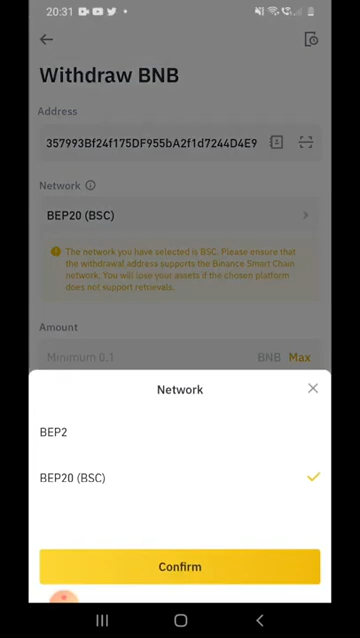 20:31
Withdraw BNB
Address
357993Bf24f175DF955bA2f1d7244D4E9
Network
BEP20 (BSC)
The network you have selected is BSC. Please ensure that
the withdrawal address supports the Binance Smart Chain
network. You will lose your assets if the chosen platform
does not support retrievals.
Amount
Minimum 0.1 BNB Max
Network
BEP2
BEP20 (BSC)
Confirm